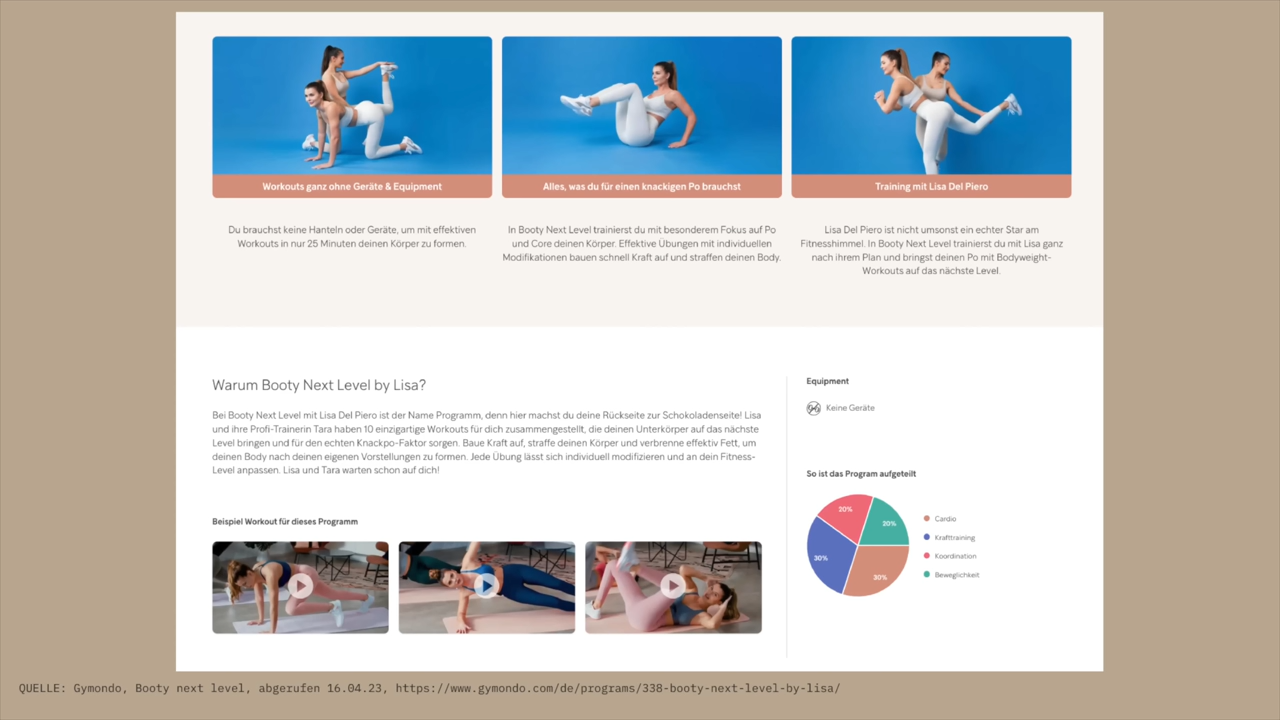 Workouts ganz ohne Geräte & Equipment
Alles, was du für einen knackigen Po brauchst
Training mit Lisa Del Piero
Du brauchst keine Hanteln oder Geräte, um mit effektiven
Workouts in nur 25 Minuten deinen Körper zu formen.
In Booty Next Level trainierst du mit besonderem Fokus auf Po
und Core deinen Körper. Effektive Übungen mit individuellen
Modifikationen bauen schnell Kraft auf und straffen deinen Body.
Lisa Del Piero ist nicht umsonst ein echter Star am
Fitnesshimmel. In Booty Next Level trainierst du mit Lisa ganz
nach ihrem Plan und bringst deinen Po mit Bodyweight-
Workouts auf das nächste Level.
Warum Booty Next Level by Lisa?
Bei Booty Next Level mit Lisa Del Piero ist der Name Programm, denn hier machst du deine Rückseite zur Schokoladenseite! Lisa
und ihre Profi-Trainerin Tara haben 10 einzigartige Workouts für dich zusammengestellt, die deinen Unterkörper auf das nächste
Level bringen und für den echten Knackpo-Faktor sorgen. Baue Kraft auf, straffe deinen Körper und verbrenne effektiv Fett, um
deinen Body nach deinen eigenen Vorstellungen zu formen. Jede Übung lässt sich individuell modifizieren und an dein Fitness-
Level anpassen. Lisa und Tara warten schon auf dich!
Beispiel Workout für dieses Programm
Equipment
Keine Geräte
So ist das Program aufgeteilt
20%
20%
30%
30%
Cardio
Krafttraining
Koordination
Beweglichkeit
QUELLE: Gymondo, Booty next level, abgerufen 16.04.23, https://www.gymondo.com/de/programs/338-booty-next-level-by-lisa/